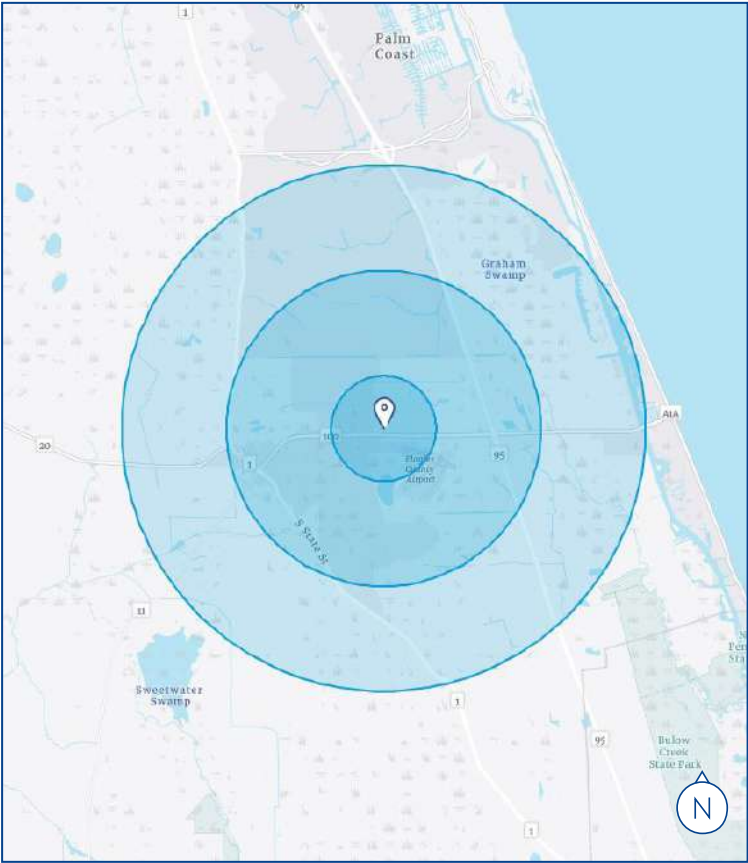 1
95
Palm
Coast
Graham
Swamp
A1A
100
20
1
95
Flagler
County
Airport
S State St
11
Sweetwater
Swamp
1
95
Bulow
Creek
State Park
1
N